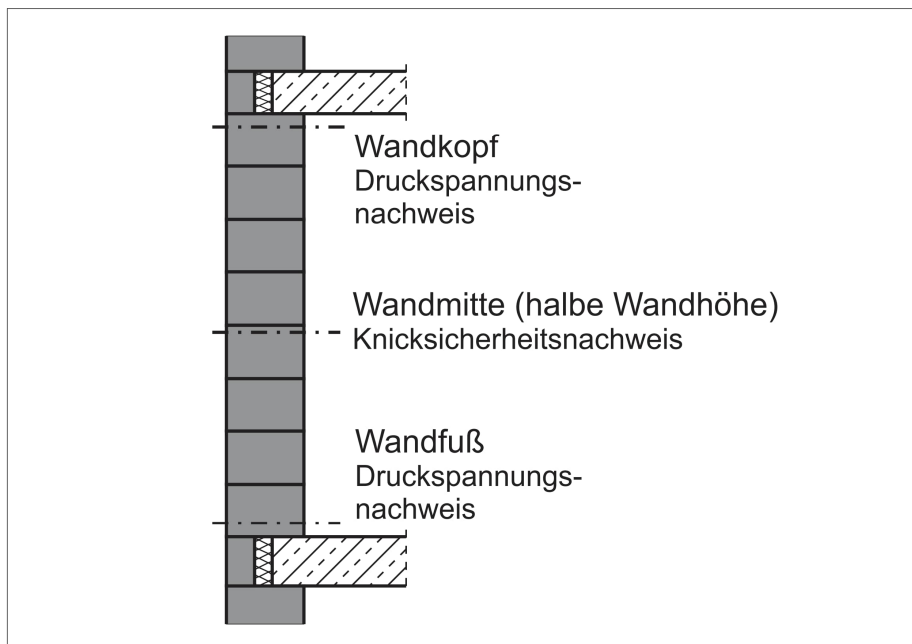 Wandkopf
Druckspannungs-
nachweis
Wandmitte (halbe Wandhöhe)
Knicksicherheitsnachweis
Wandfuß
Druckspannungs-
nachweis